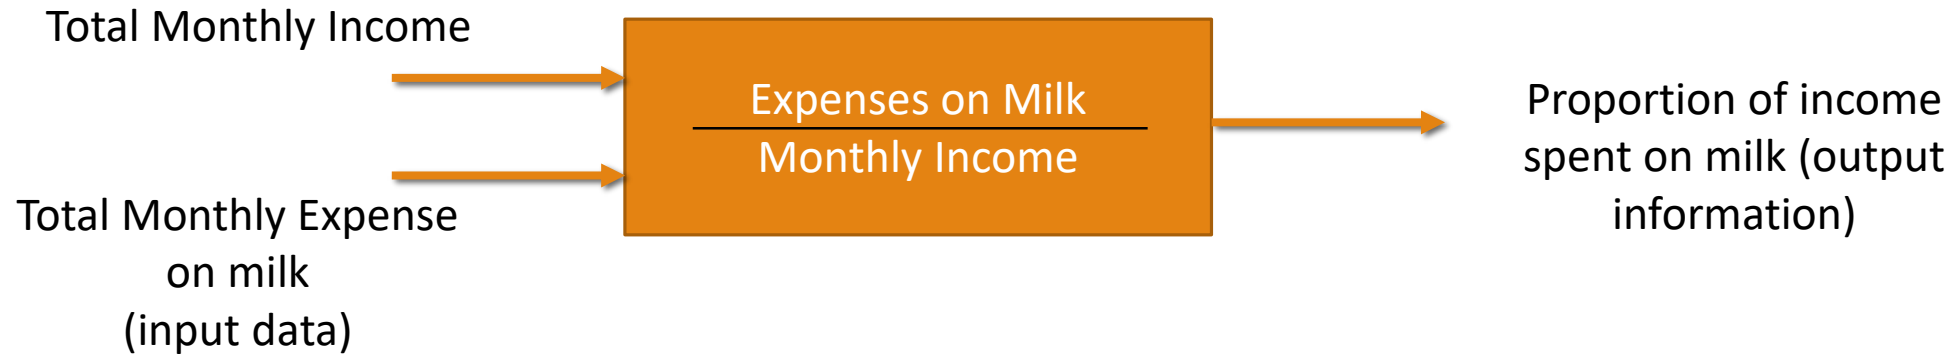 Total Monthly Income
Total Monthly Expense
on milk
(input data)
Expenses on Milk
Monthly Income
Proportion of income
spent on milk (output
information)